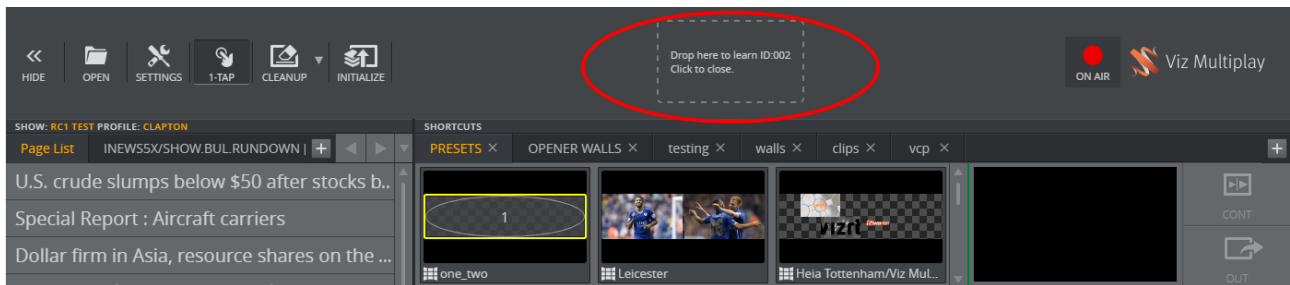 Drop here to learn ID:002
Click to close.
HIDE
OPEN
SETTINGS
1-TAP
CLEANUP
INITIALIZE
ON AIR
Viz Multiplay
SHOW: RC1 TEST PROFILE: CLAPTON
Page List
INEWS5X/SHOW.BUL.RUNDOWN |
U.S. crude slumps below $50 after stocks b..
Special Report : Aircraft carriers
Dollar firm in Asia, resource shares on the ...
SHORTCUTS
PRESETS
OPENER WALLS
testing
walls
clips
vcp
1
one_two
Leicester
vizrt
Heia Tottenham/Viz Mul...
CONT
OUT